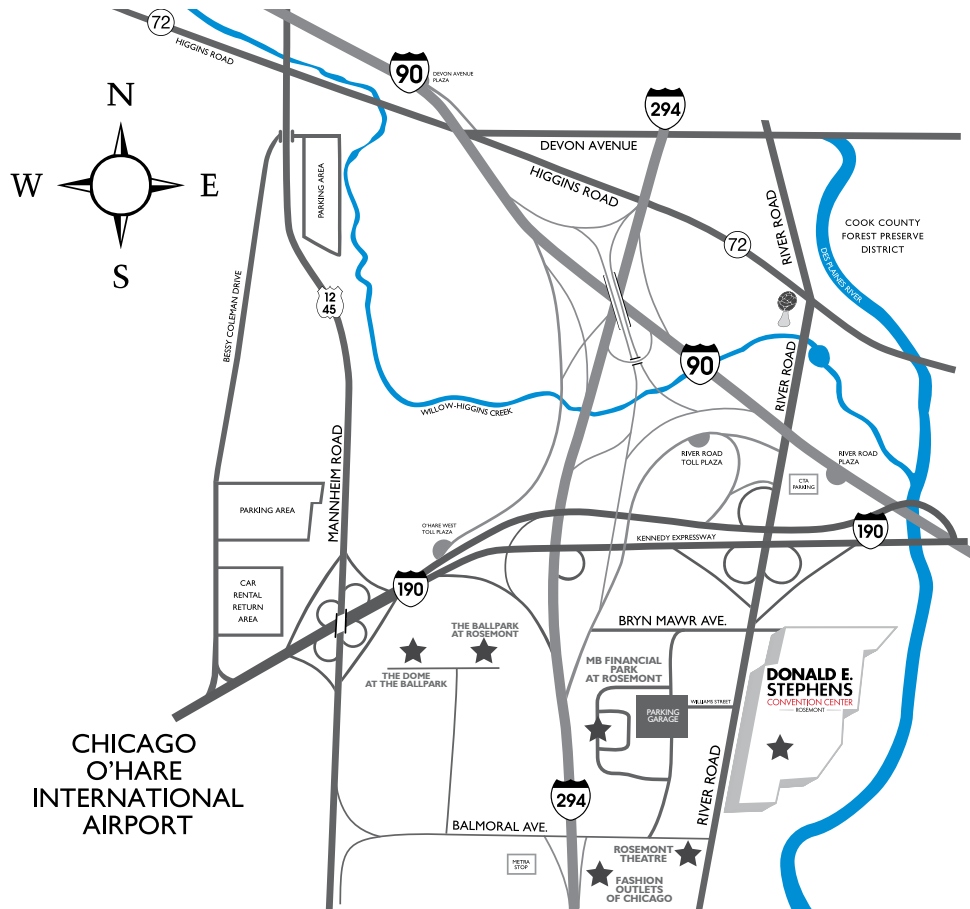 72
HIGGINS ROAD
90
DEVON AVENUE
PLAZA
294
DEVON AVENUE
HIGGINS ROAD
N
W
E
S
PARKING AREA
RIVER ROAD
COOK COUNTY
FOREST PRESERVE
DISTRICT
72
DES PLAINES RIVER
12
45
BESSY COLEMAN DRIVE
90
RIVER ROAD
WILLOW-HIGGINS CREEK
MANNHEIM ROAD
RIVER ROAD
TOLL PLAZA
RIVER ROAD
PLAZA
CTA
PARKING
PARKING AREA
O'HARE WEST
TOLL PLAZA
190
KENNEDY EXPRESSWAY
CAR
RENTAL
RETURN
AREA
190
THE BALLPARK
AT ROSEMONT
THE DOME
AT THE BALLPARK
BRYN MAWR AVE.
MB FINANCIAL
PARK
AT ROSEMONT
DONALD E.
STEPHENS
CONVENTION CENTER
ROSEMONT
WILLIAMS STREET
PARKING
GARAGE
RIVER ROAD
CHICAGO
O'HARE
INTERNATIONAL
AIRPORT
294
BALMORAL AVE.
METRA
STOP
ROSEMONT
THEATRE
FASHION
OUTLETS
OF CHICAGO